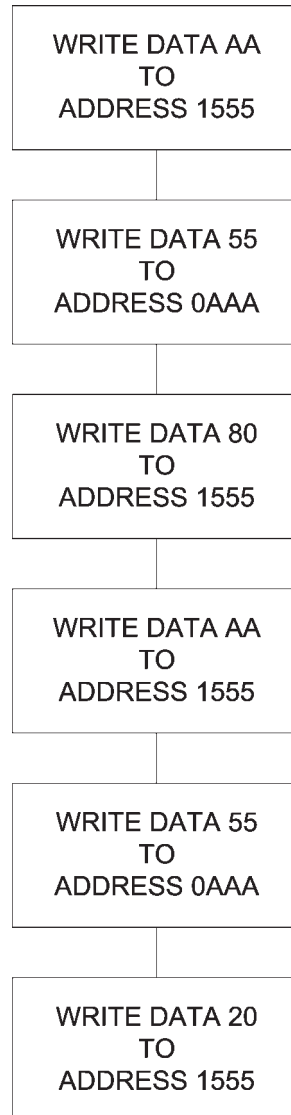 WRITE DATA AA
TO
ADDRESS 1555
WRITE DATA 55
TO
ADDRESS 0AAA
WRITE DATA 80
TO
ADDRESS 1555
WRITE DATA AA
TO
ADDRESS 1555
WRITE DATA 55
TO
ADDRESS 0AAA
WRITE DATA 20
TO
ADDRESS 1555